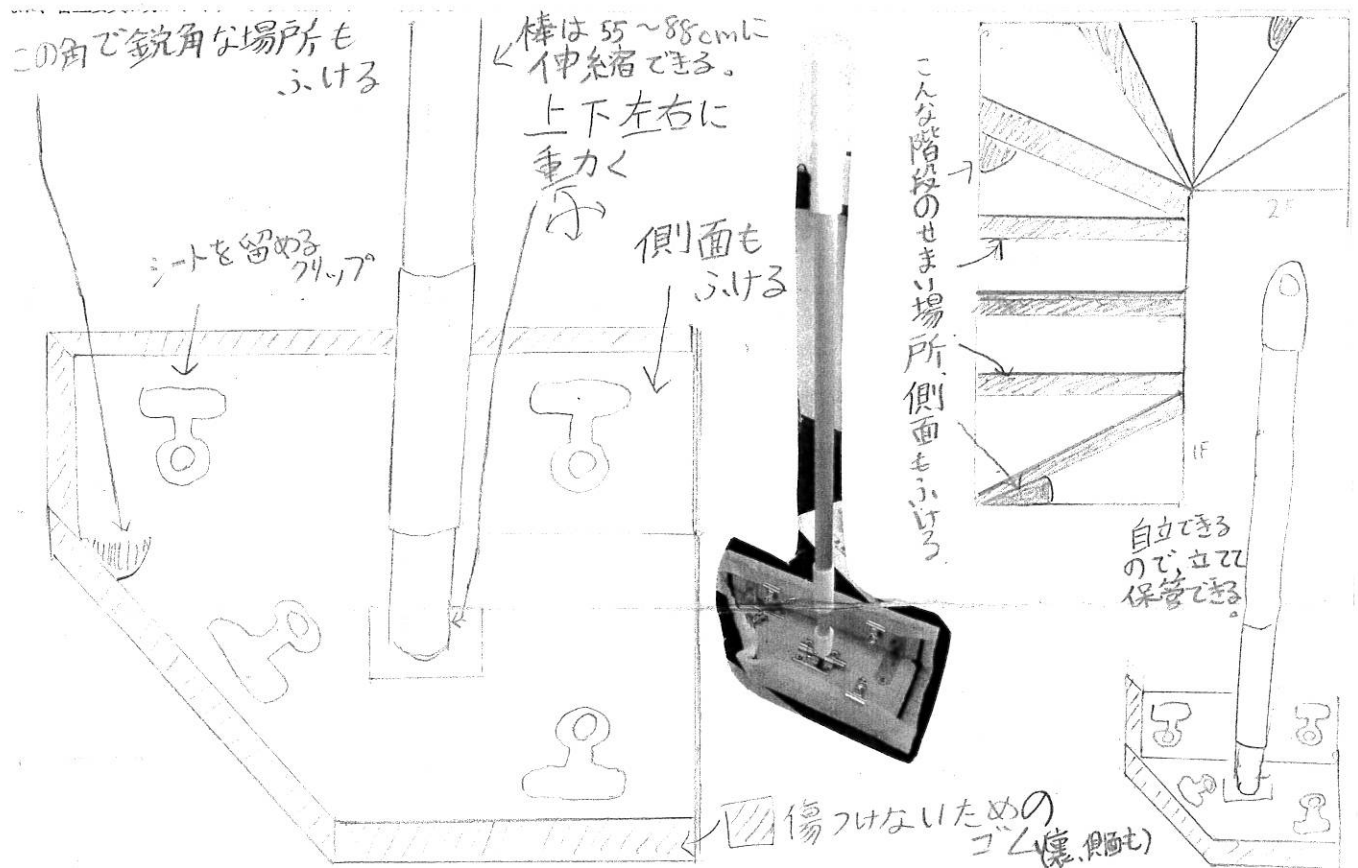 この角で鋭角な場所も
ふける
棒は55～88cmに
伸縮できる。
上下左右に
動く
シートを留める
クリップ
側面も
ふける
こんな階段のせまい場所、側面もふける
2F
1F
自立できる
ので、立てて
保管できる。
傷つけないための
ゴム(裏、側面も)